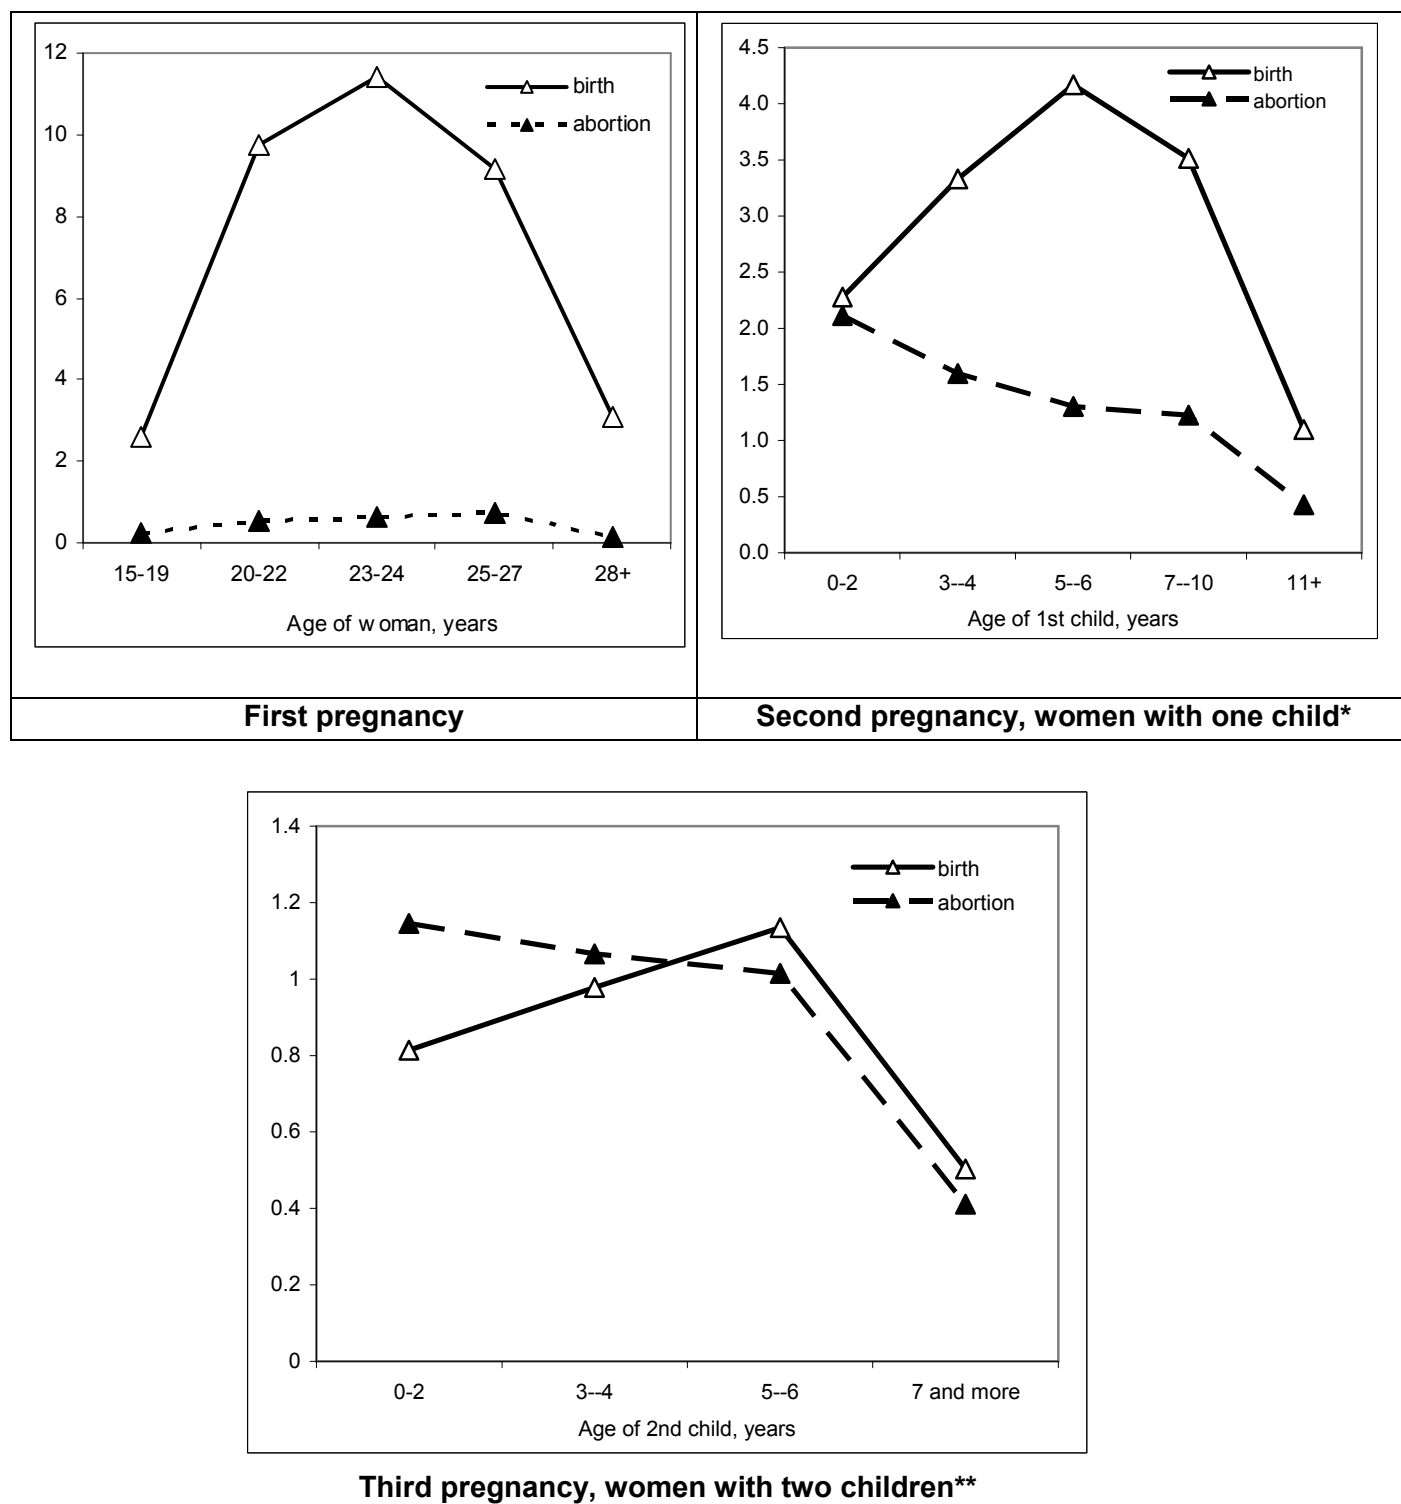 12
10
8
6
4
2
0
birth
abortion
15-19 20-22 23-24 25-27 28+
Age of woman, years
4.5
4.0
3.5
3.0
2.5
2.0
1.5
1.0
0.5
0.0
birth
abortion
0-2 3--4 5--6 7--10 11+
Age of 1st child, years
First pregnancy
Second pregnancy, women with one child*
1.4
1.2
1
0.8
0.6
0.4
0.2
0
birth
abortion
0-2 3--4 5--6 7 and more
Age of 2nd child, years
Third pregnancy, women with two children**